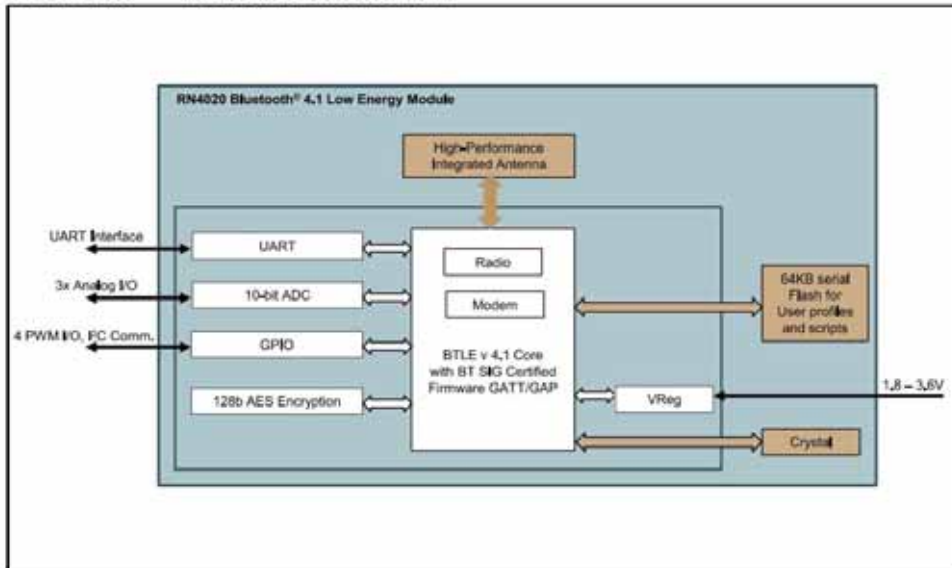 RN4020 Bluetooth® 4.1 Low Energy Module
High-Performance
Integrated Antenna
UART Interface
UART
Radio
3x Analog I/O
10-bit ADC
Modem
64KB serial
Flash for
User profiles
and scripts
4 PWM I/O, I²C Comm.
GPIO
BTLE v 4.1 Core
with BT SIG Certified
Firmware GATT/GAP
128b AES Encryption
VReg
1.8 – 3.6V
Crystal